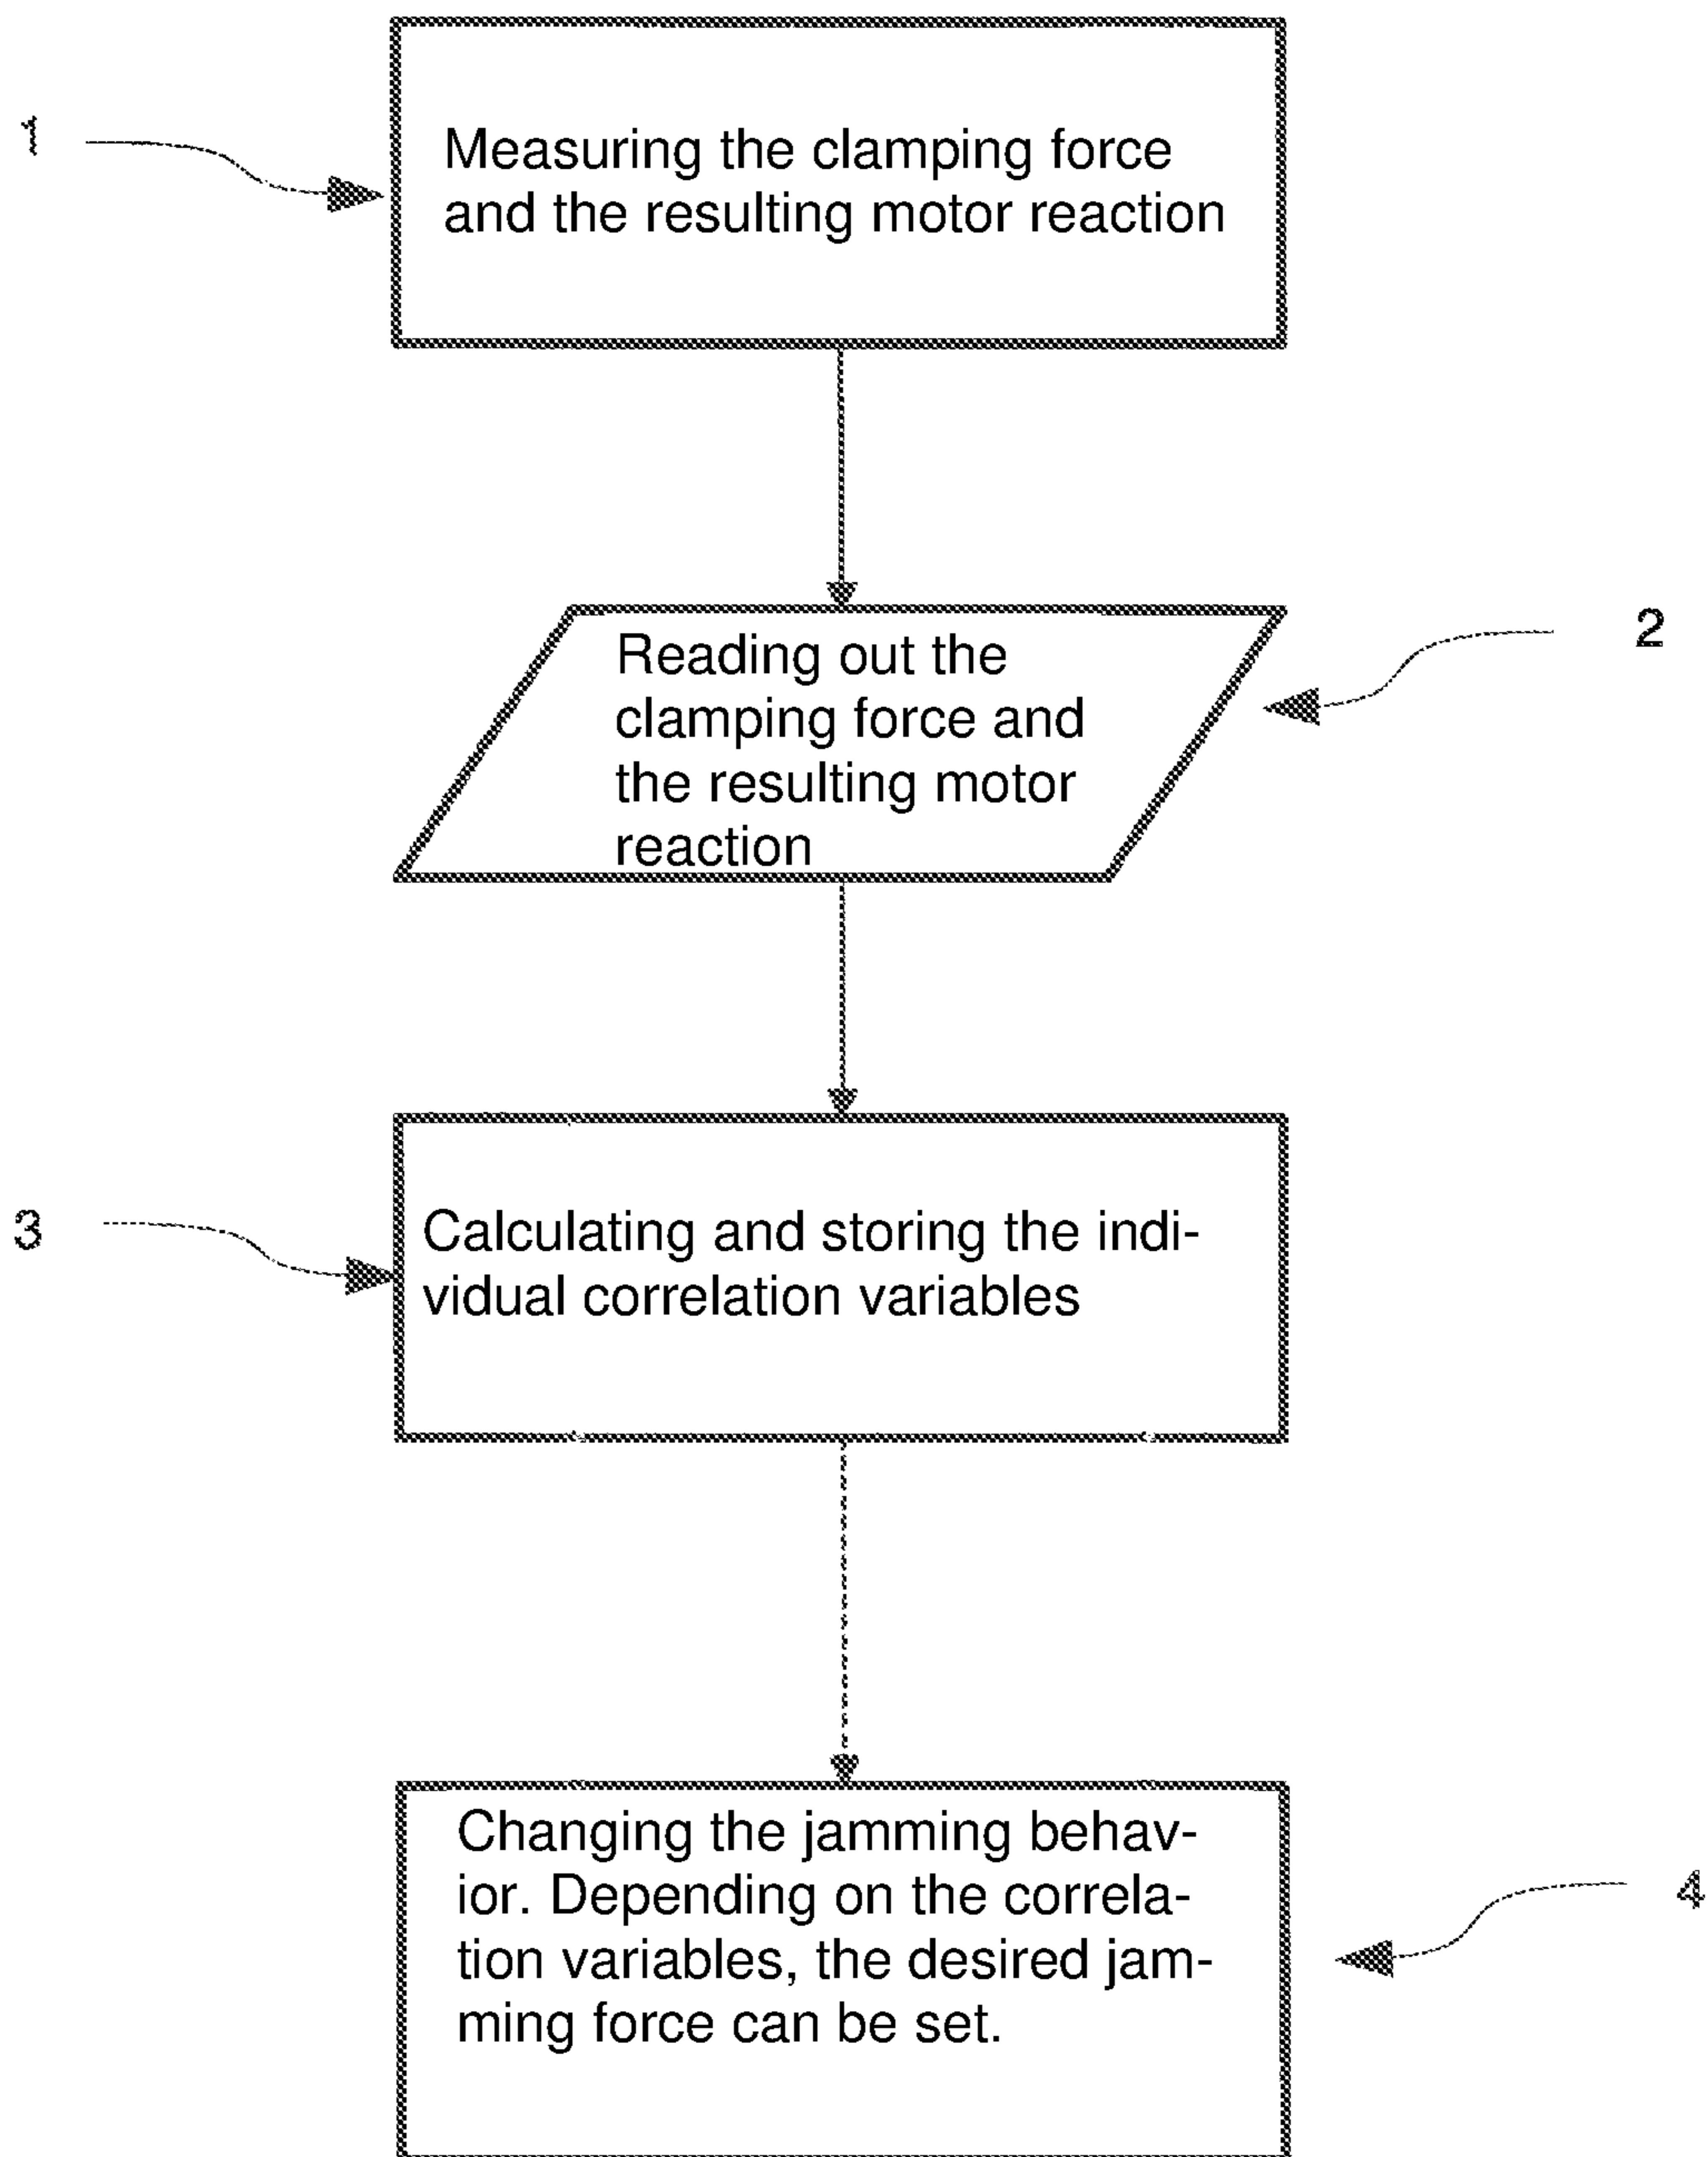 1
Measuring the clamping force
and the resulting motor reaction
2
Reading out the
clamping force and
the resulting motor
reaction
3
Calculating and storing the indi-
vidual correlation variables
Changing the jamming behav-
ior. Depending on the correla-
tion variables, the desired jam-
ming force can be set.
4